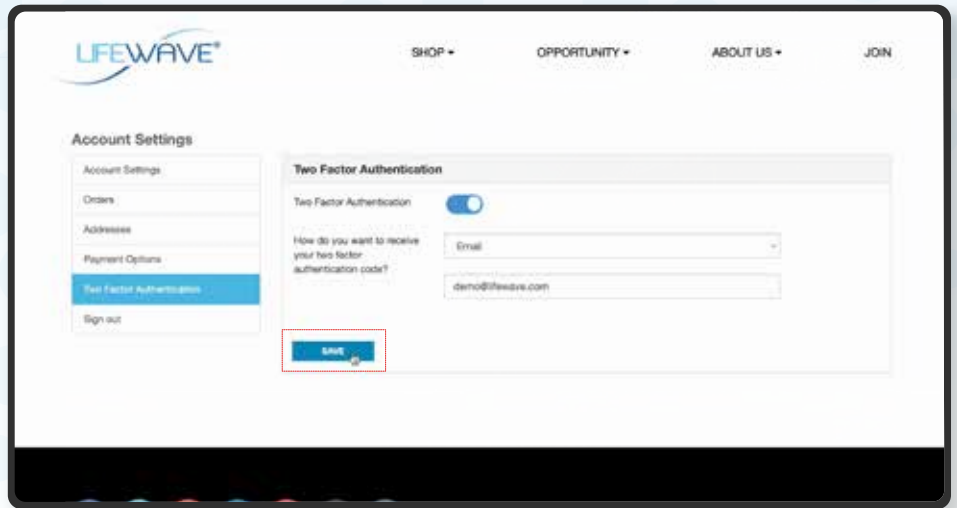 LIFEWAVE®
SHOP
OPPORTUNITY
ABOUT US
JOIN
Account Settings
Account Settings
Orders
Addresses
Payment Options
Two Factor Authentication
Sign out
Two Factor Authentication
Two Factor Authentication
How do you want to receive
your two factor
authentication code?
Email
demo@lifewave.com
SAVE